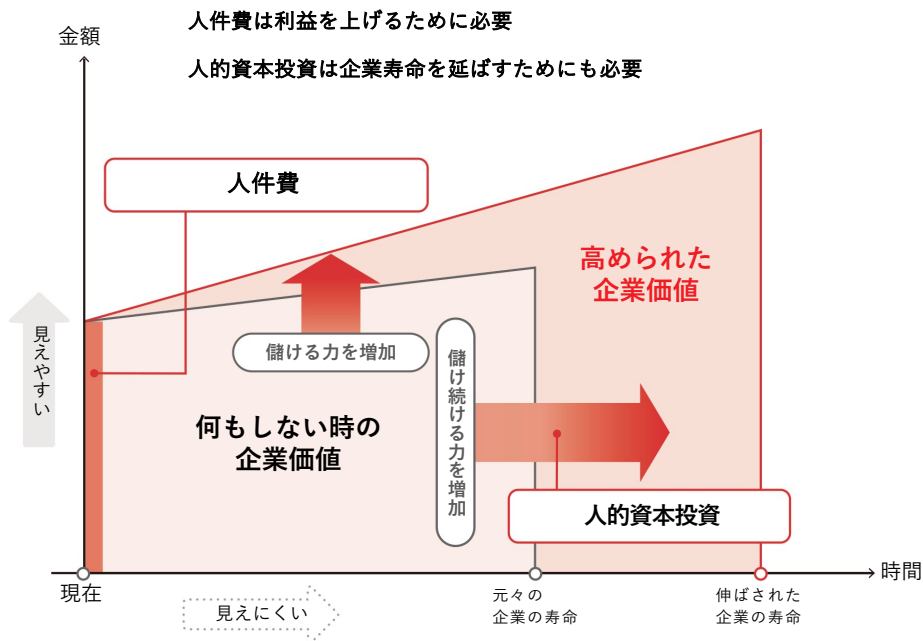 人件費は利益を上げるために必要
金額
人的資本投資は企業寿命を延ばすためにも必要
人件費
高められた
企業価値
見えやすい
儲ける力を増加
儲け続ける力を増加
何もしない時の
企業価値
人的資本投資
時間
現在
見えにくい
元々の
企業の寿命
伸ばされた
企業の寿命